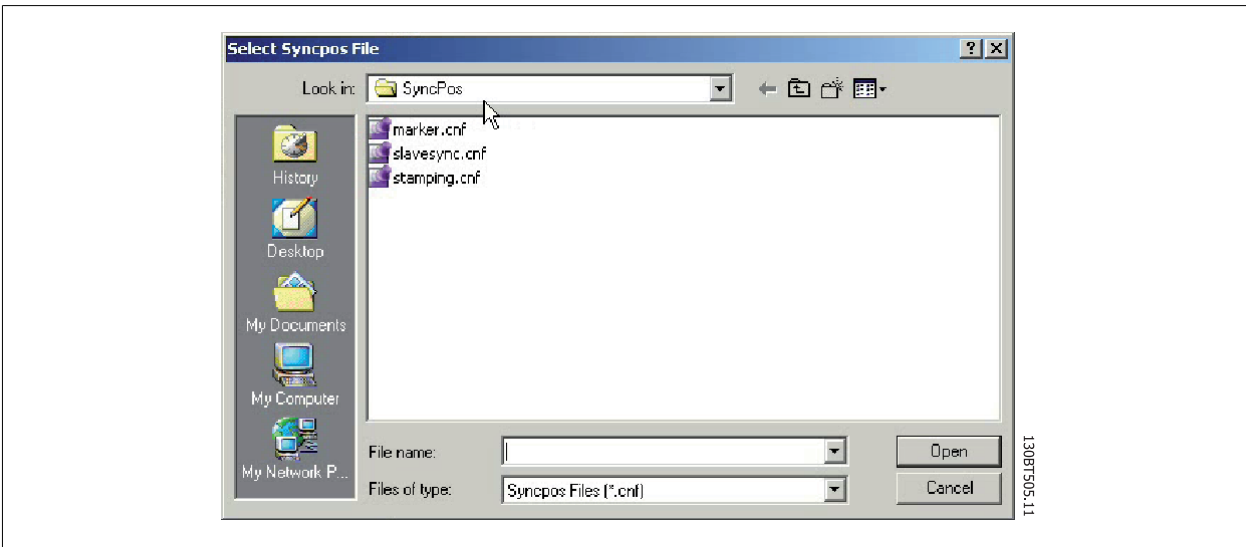 Select Syncpos File
Look in: SyncPos
marker.cnf
slavesync.cnf
stamping.cnf
History
Desktop
My Documents
My Computer
My Network P...
File name:
Open
Files of type: Syncpos Files (*.cnf)
Cancel
130BT505.11